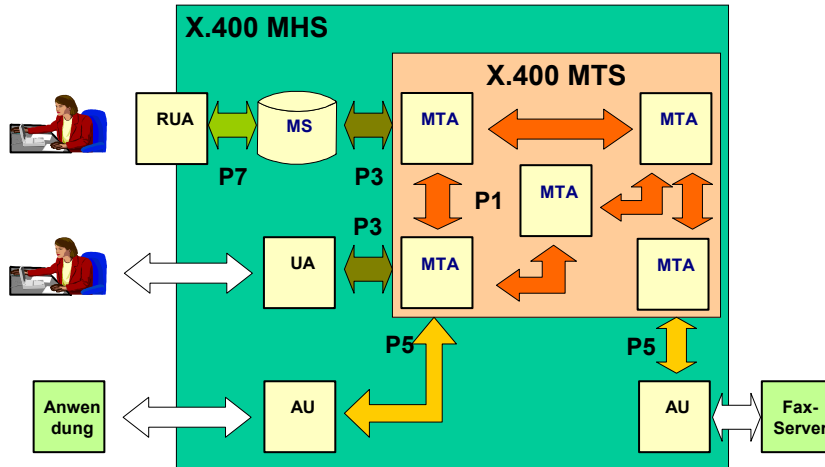 X.400 MHS
X.400 MTS
RUA
MS
MTA
MTA
P7
P3
P1
MTA
P3
UA
MTA
MTA
P5
P5
Anwen
dung
AU
AU
Fax-
Server